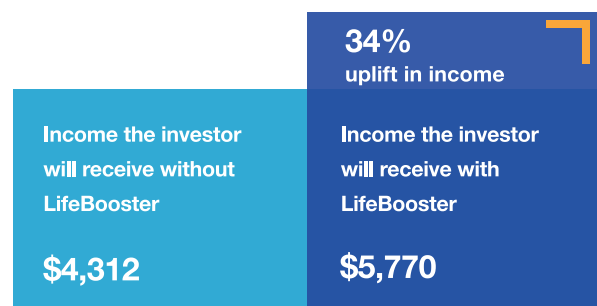 34%
uplift in income
Income the investor
will receive without
LifeBooster
$4,312
Income the investor
will receive with
LifeBooster
$5,770